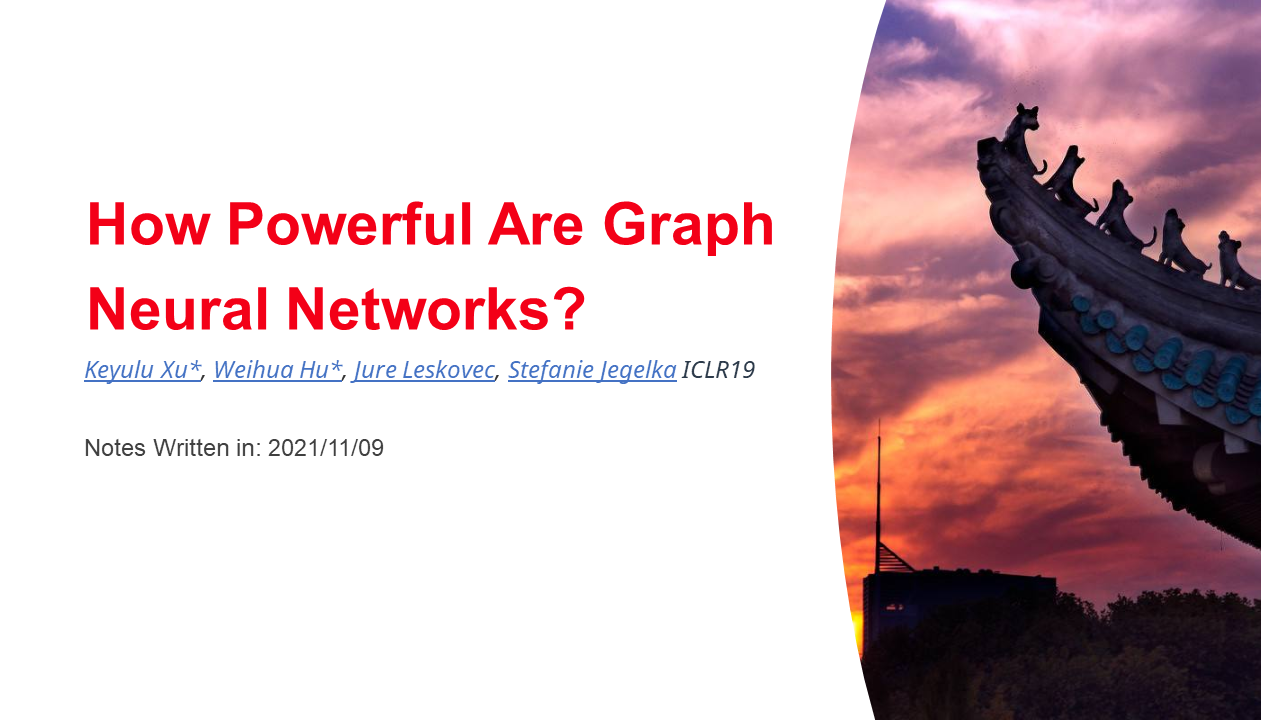 How Powerful Are Graph
Neural Networks?
Keyulu Xu*, Weihua Hu*, Jure Leskovec, Stefanie Jegelka ICLR19
Notes Written in: 2021/11/09